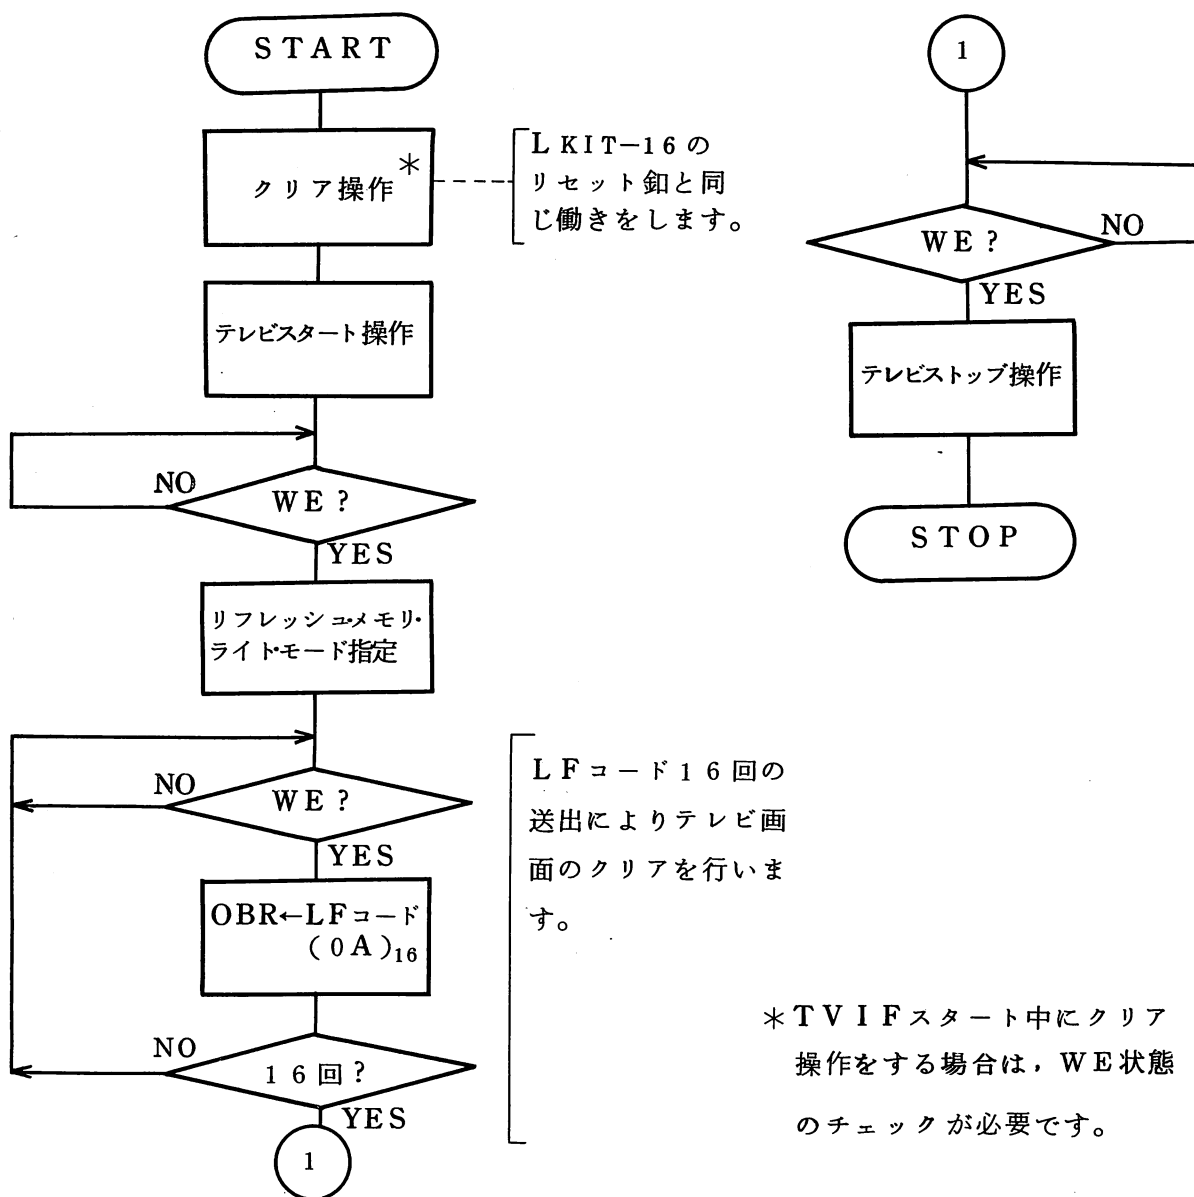 START
クリア操作*
LKIT-16の
リセット釦と同
じ働きをします。
テレビスタート操作
WE?
NO
YES
リフレッシュ・メモリ・
ライト・モード指定
WE?
NO
YES
OBR←LFコード
(0A)16
LFコード16回の
送出によりテレビ画
面のクリアを行いま
す。
16回?
NO
YES
1
1
WE?
NO
YES
テレビストップ操作
STOP
*TVIFスタート中にクリア
操作をする場合は,WE状態
のチェックが必要です。